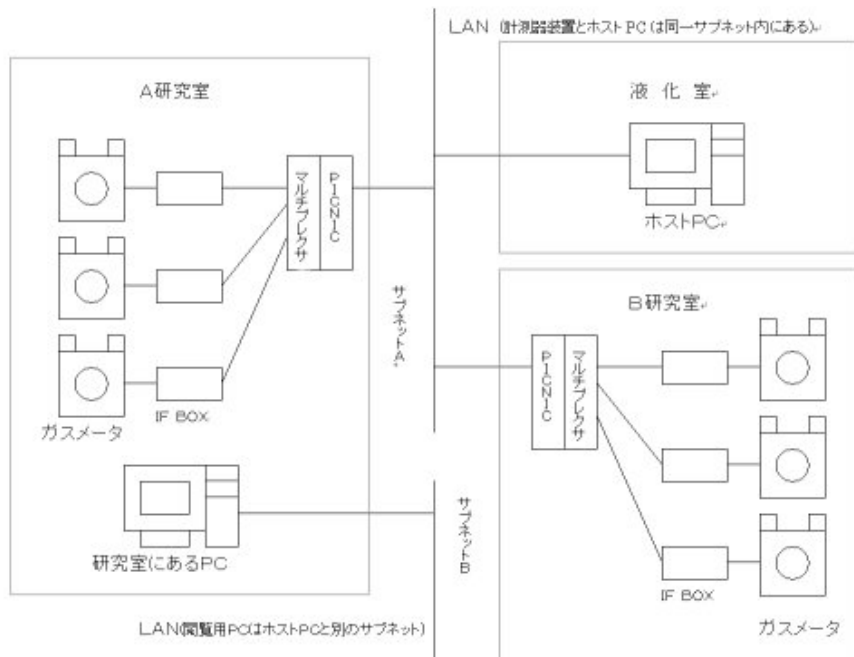 LAN (計測器装置とホストPCは同一サブネット内にある)
A研究室
液化室
マルチプレクサ
PICNIC
ホストPC
サブネットA
B研究室
PICNIC
マルチプレクサ
IF BOX
ガスメータ
サブネットB
研究室にあるPC
IF BOX
LAN(閲覧用PCはホストPCと別のサブネット)
ガスメータ